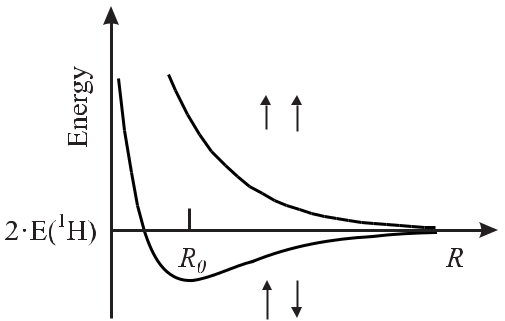 Energy
2·E(¹H)
R₀
R